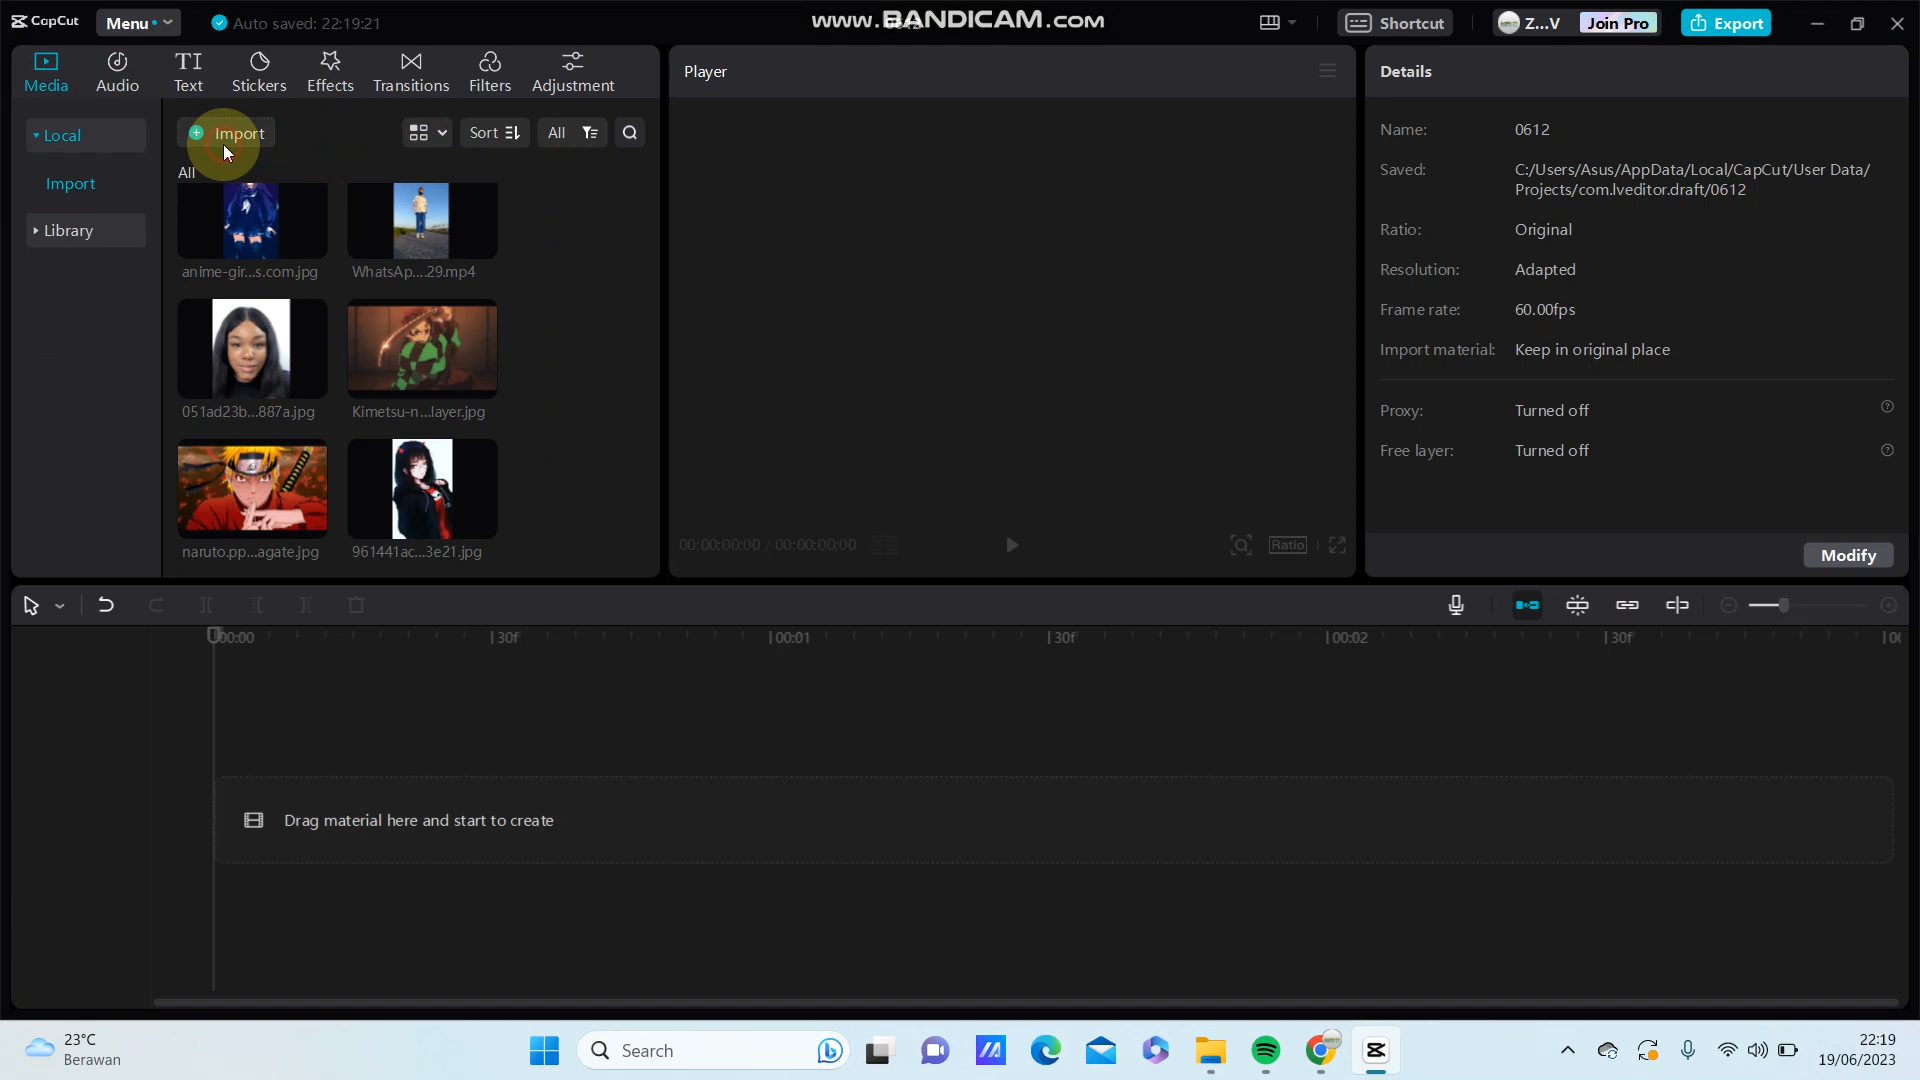 CapCut
Menu
Auto saved: 22:19:21
www.BANDICAM.com
Shortcut
Z...V
Join Pro
Export
Media
Audio
TI
Text
Stickers
Effects
Transitions
Filters
Adjustment
Player
Details
Local
Import
Sort
All
All
Import
Library
anime-gir...s.com.jpg
WhatsAp....29.mp4
051ad23b...887a.jpg
Kimetsu-n...layer.jpg
naruto.pp...agate.jpg
961441ac...3e21.jpg
00:00:00:00 / 00:00:00:00
Ratio
Name: 0612
Saved: C:/Users/Asus/AppData/Local/CapCut/User Data/
Projects/com.lveditor.draft/0612
Ratio: Original
Resolution: Adapted
Frame rate: 60.00fps
Import material: Keep in original place
Proxy: Turned off
Free layer: Turned off
Modify
00:00
30f
00:01
30f
00:02
30f
Drag material here and start to create
23°C
Berawan
Search
22:19
19/06/2023